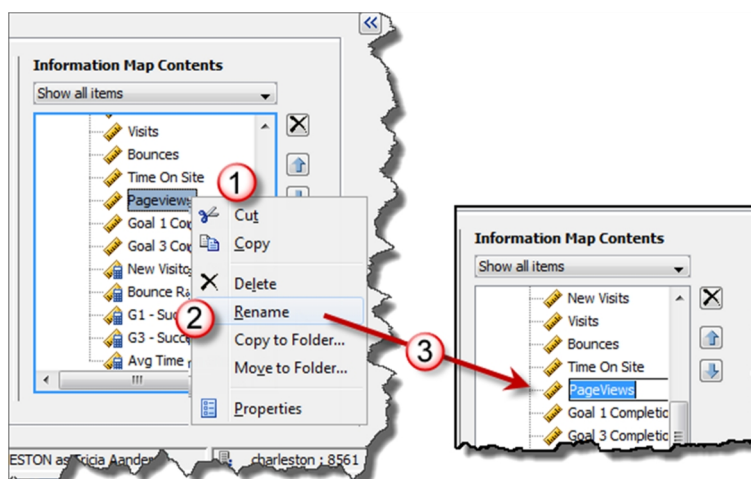 Information Map Contents
Show all items
Visits
Bounces
Time On Site
1
Pageviews
Cut
Goal 1 Co
Copy
Goal 3 Co
New Visito
Delete
Bounce Ra
2
Rename
G1 - Suc
G3 - Succe
Copy to Folder...
Avg Time
Move to Folder...
Properties
ESTON as Tricia Aander
charleston : 8561
3
Information Map Contents
Show all items
New Visits
Visits
Bounces
Time On Site
PageViews
Goal 1 Completic
Goal 3 Completic